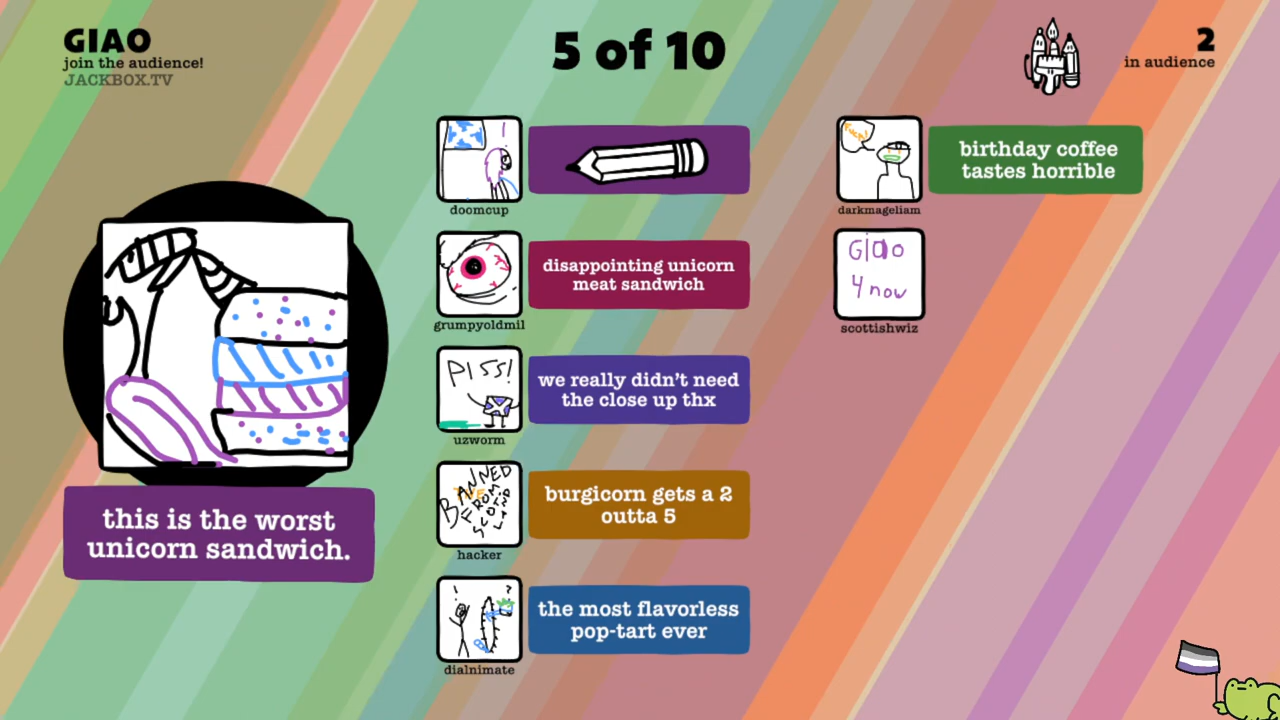 GIAO
join the audience!
JACKBOX.TV
5 of 10
2
in audience
doomcup
disappointing unicorn
meat sandwich
grumpyoldmil
PISS!
we really didn't need
the close up thx
uzworm
BANNED
FROM
SCOTLAND
burgicorn gets a 2
outta 5
hacker
the most flavorless
pop-tart ever
dialnimate
birthday coffee
tastes horrible
darkmageliam
Giao
4 now
scottishwiz
this is the worst
unicorn sandwich.